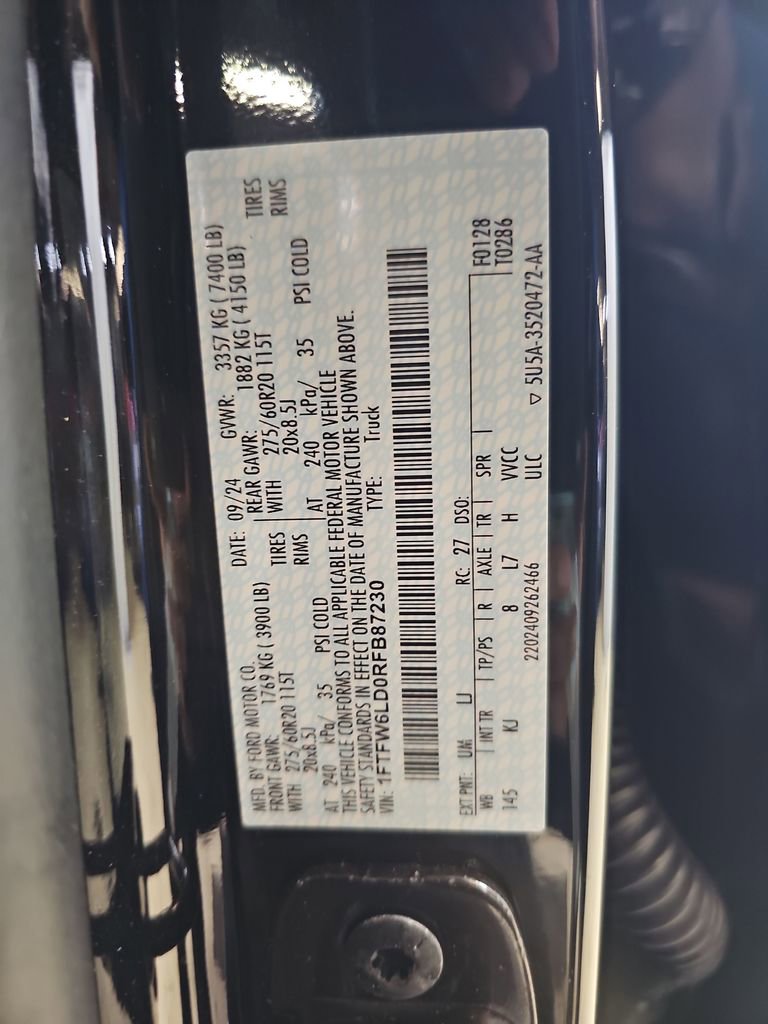 MFD. BY FORD MOTOR CO.
DATE: 09/24 GVWR: 3357 KG ( 7400 LB)
FRONT GAWR: 1769 KG ( 3900 LB) REAR GAWR: 1882 KG ( 4150 LB)
WITH 275/60R20 115T TIRES WITH 275/60R20 115T TIRES
20x8.5J RIMS 20x8.5J RIMS
AT 240 kPa/ 35 PSI COLD AT 240 kPa/ 35 PSI COLD
THIS VEHICLE CONFORMS TO ALL APPLICABLE FEDERAL MOTOR VEHICLE
SAFETY STANDARDS IN EFFECT ON THE DATE OF MANUFACTURE SHOWN ABOVE.
VIN: 1FTFW6LD0RFB87230 TYPE: Truck
EXT PNT: UM LJ RC: 27 DSO: F0128
WB INT TR TP/PS R AXLE TR SPR T0286
145 KJ 8 L7 H VVCC
2202409262466 ULC ▽ 5U5A-3520472-AA